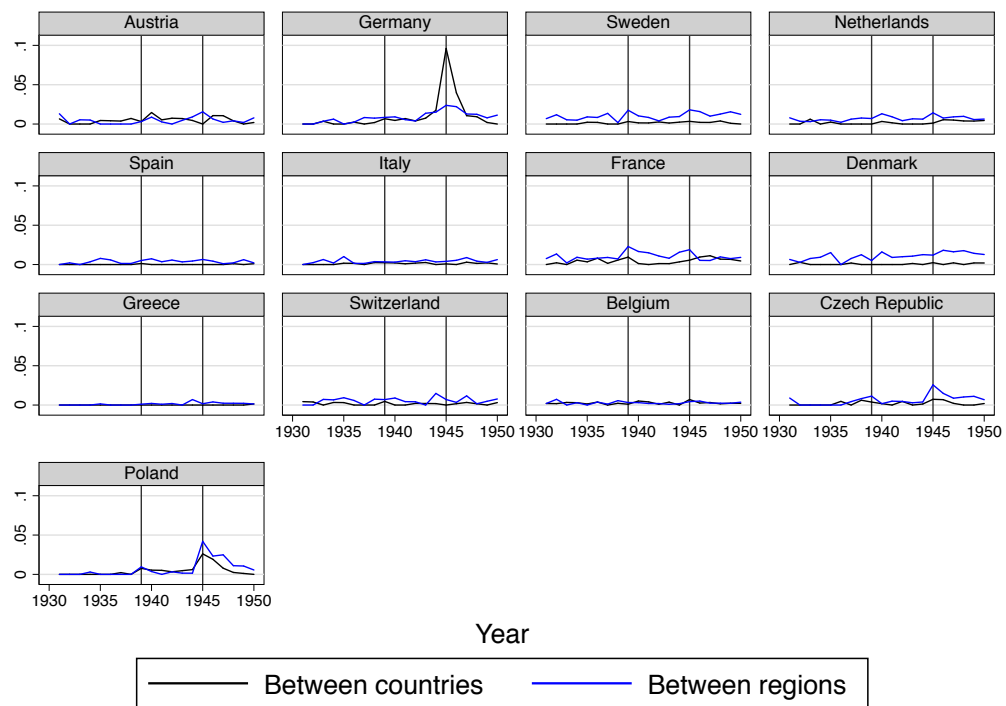 Austria Germany Sweden Netherlands
0 .05 .1
Spain Italy France Denmark
0 .05 .1
Greece Switzerland Belgium Czech Republic
0 .05 .1
1930 1935 1940 1945 1950 1930 1935 1940 1945 1950 1930 1935 1940 1945 1950
Poland
0 .05 .1
1930 1935 1940 1945 1950
Year
Between countries Between regions